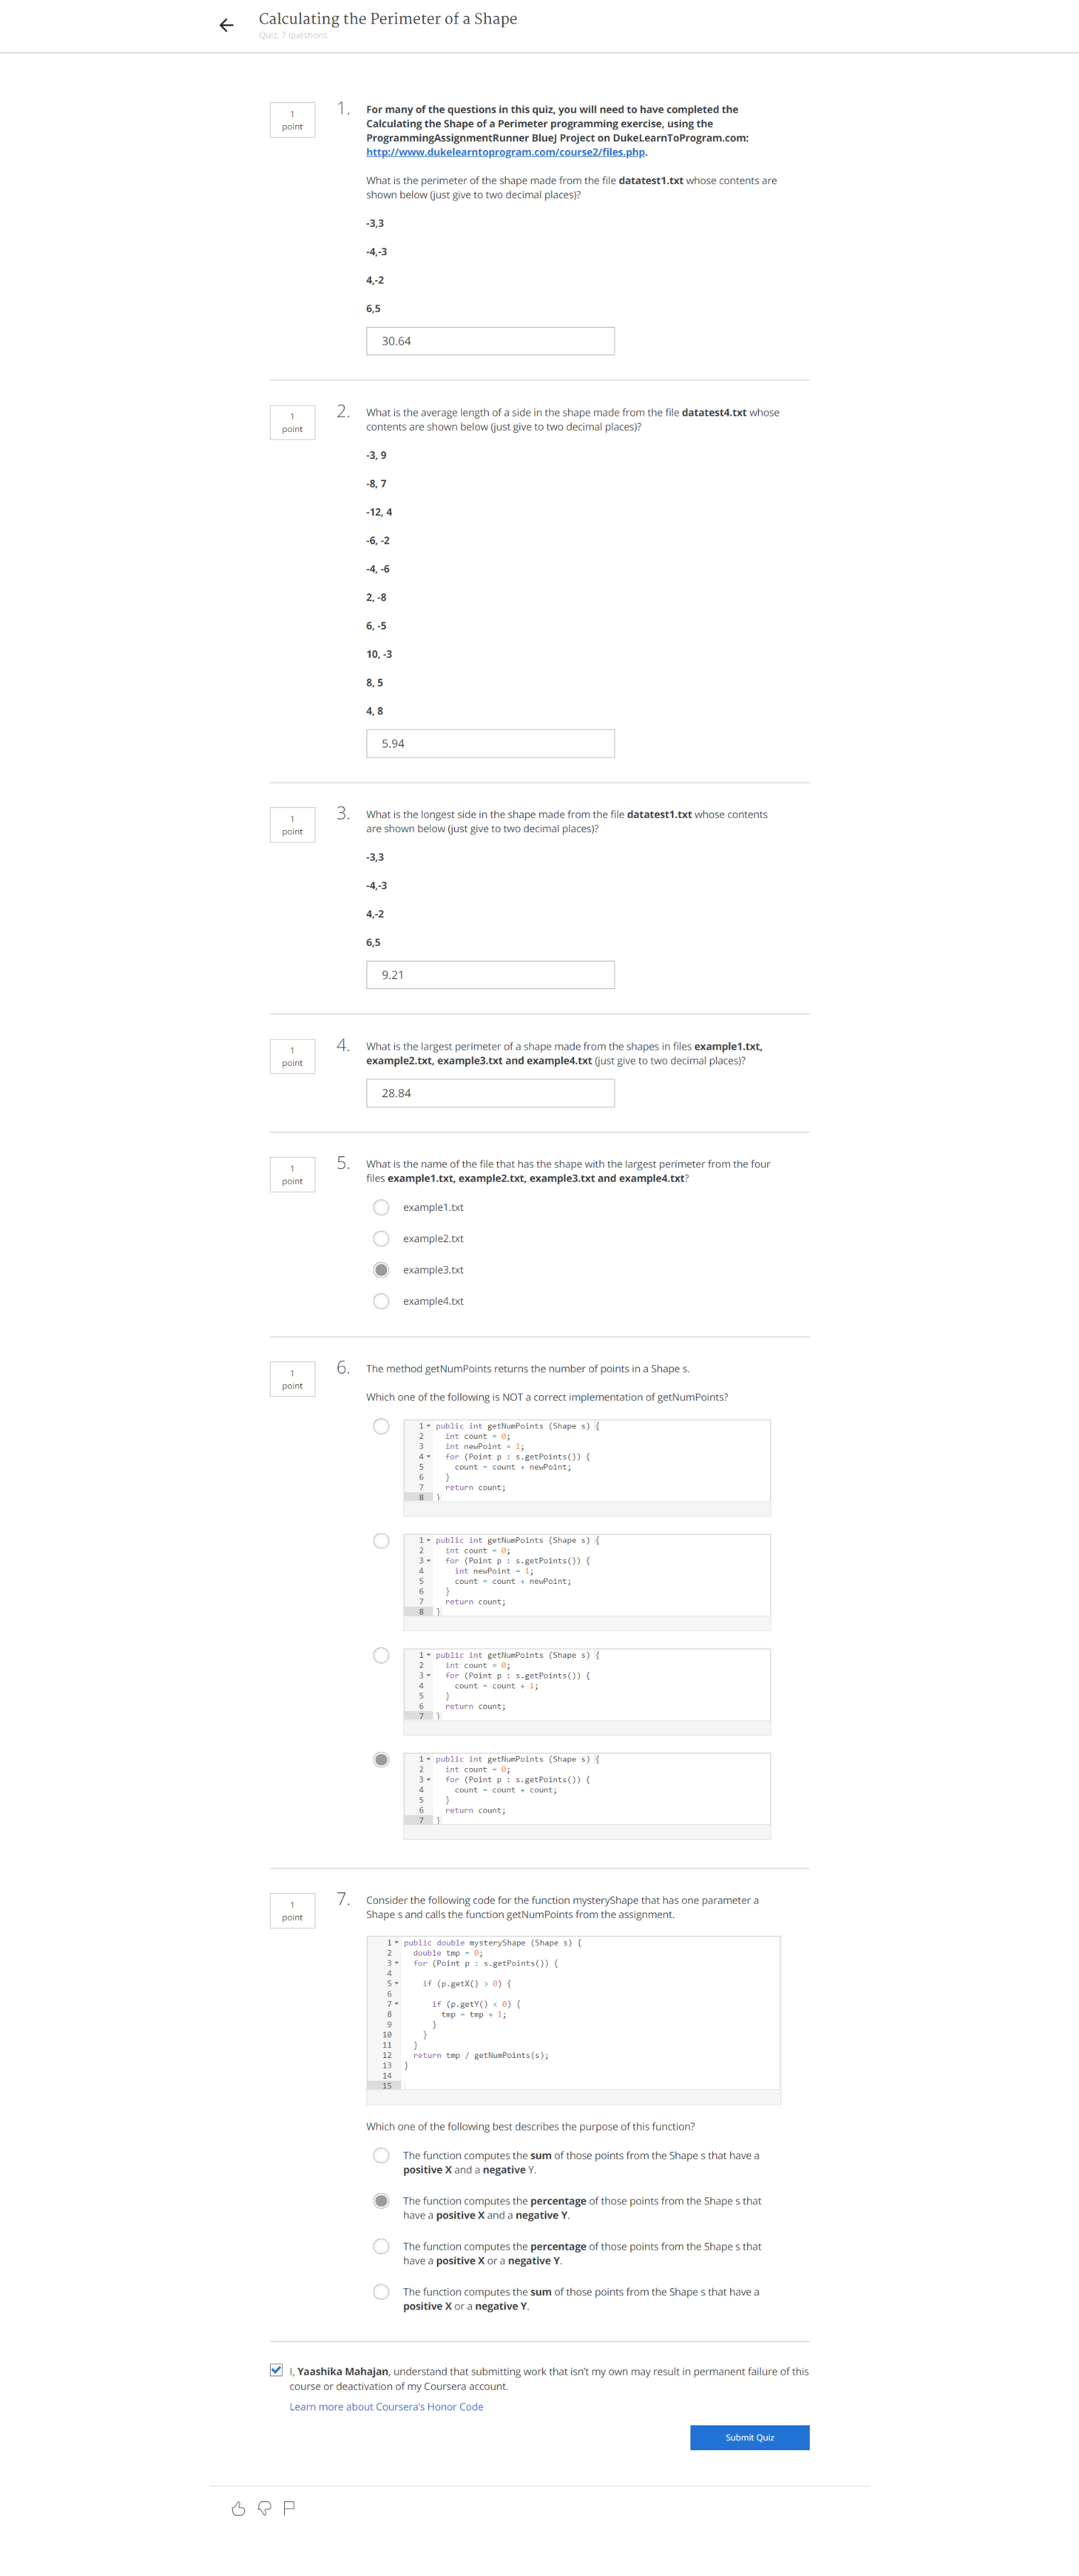 Calculating the Perimeter of a Shape
Quiz, 7 questions
1
point
1.
For many of the questions in this quiz, you will need to have completed the
Calculating the Shape of a Perimeter programming exercise, using the
ProgrammingAssignmentRunner BlueJ Project on DukeLearnToProgram.com:
http://www.dukelearntoprogram.com/course2/files.php.
What is the perimeter of the shape made from the file datatest1.txt whose contents are
shown below (just give to two decimal places)?
-3,3
-4,-3
4,-2
6,5
30.64
1
point
2.
What is the average length of a side in the shape made from the file datatest4.txt whose
contents are shown below (just give to two decimal places)?
-3, 9
-8, 7
-12, 4
-6, -2
-4, -6
2, -8
6, -5
10, -3
8, 5
4, 8
5.94
1
point
3.
What is the longest side in the shape made from the file datatest1.txt whose contents
are shown below (just give to two decimal places)?
-3,3
-4,-3
4,-2
6,5
9.21
1
point
4.
What is the largest perimeter of a shape made from the shapes in files example1.txt,
example2.txt, example3.txt and example4.txt (just give to two decimal places)?
28.84
1
point
5.
What is the name of the file that has the shape with the largest perimeter from the four
files example1.txt, example2.txt, example3.txt and example4.txt?
example1.txt
example2.txt
example3.txt
example4.txt
1
point
6.
The method getNumPoints returns the number of points in a Shape s.
Which one of the following is NOT a correct implementation of getNumPoints?
1 public int getNumPoints (Shape s) {
2 int count = 0;
3 int newPoint = 1;
4 for (Point p : s.getPoints()) {
5 count = count + newPoint;
6 }
7 return count;
8 }
1 public int getNumPoints (Shape s) {
2 int count = 0;
3 for (Point p : s.getPoints()) {
4 int newPoint = 1;
5 count = count + newPoint;
6 }
7 return count;
8 }
1 public int getNumPoints (Shape s) {
2 int count = 0;
3 for (Point p : s.getPoints()) {
4 count = count + 1;
5 }
6 return count;
7 }
1 public int getNumPoints (Shape s) {
2 int count = 0;
3 for (Point p : s.getPoints()) {
4 count = count + count;
5 }
6 return count;
7 }
1
point
7.
Consider the following code for the function mysteryShape that has one parameter a
Shape s and calls the function getNumPoints from the assignment.
1 public double mysteryShape (Shape s) {
2 double tmp = 0;
3 for (Point p : s.getPoints()) {
4
5 if (p.getX() > 0) {
6
7 if (p.getY() < 0) {
8 tmp = tmp + 1;
9 }
10 }
11 }
12 return tmp / getNumPoints(s);
13 }
14
15
Which one of the following best describes the purpose of this function?
The function computes the sum of those points from the Shape s that have a
positive X and a negative Y.
The function computes the percentage of those points from the Shape s that
have a positive X and a negative Y.
The function computes the percentage of those points from the Shape s that
have a positive X or a negative Y.
The function computes the sum of those points from the Shape s that have a
positive X or a negative Y.
I, Yaashika Mahajan, understand that submitting work that isn't my own may result in permanent failure of this
course or deactivation of my Coursera account.
Learn more about Coursera's Honor Code
Submit Quiz